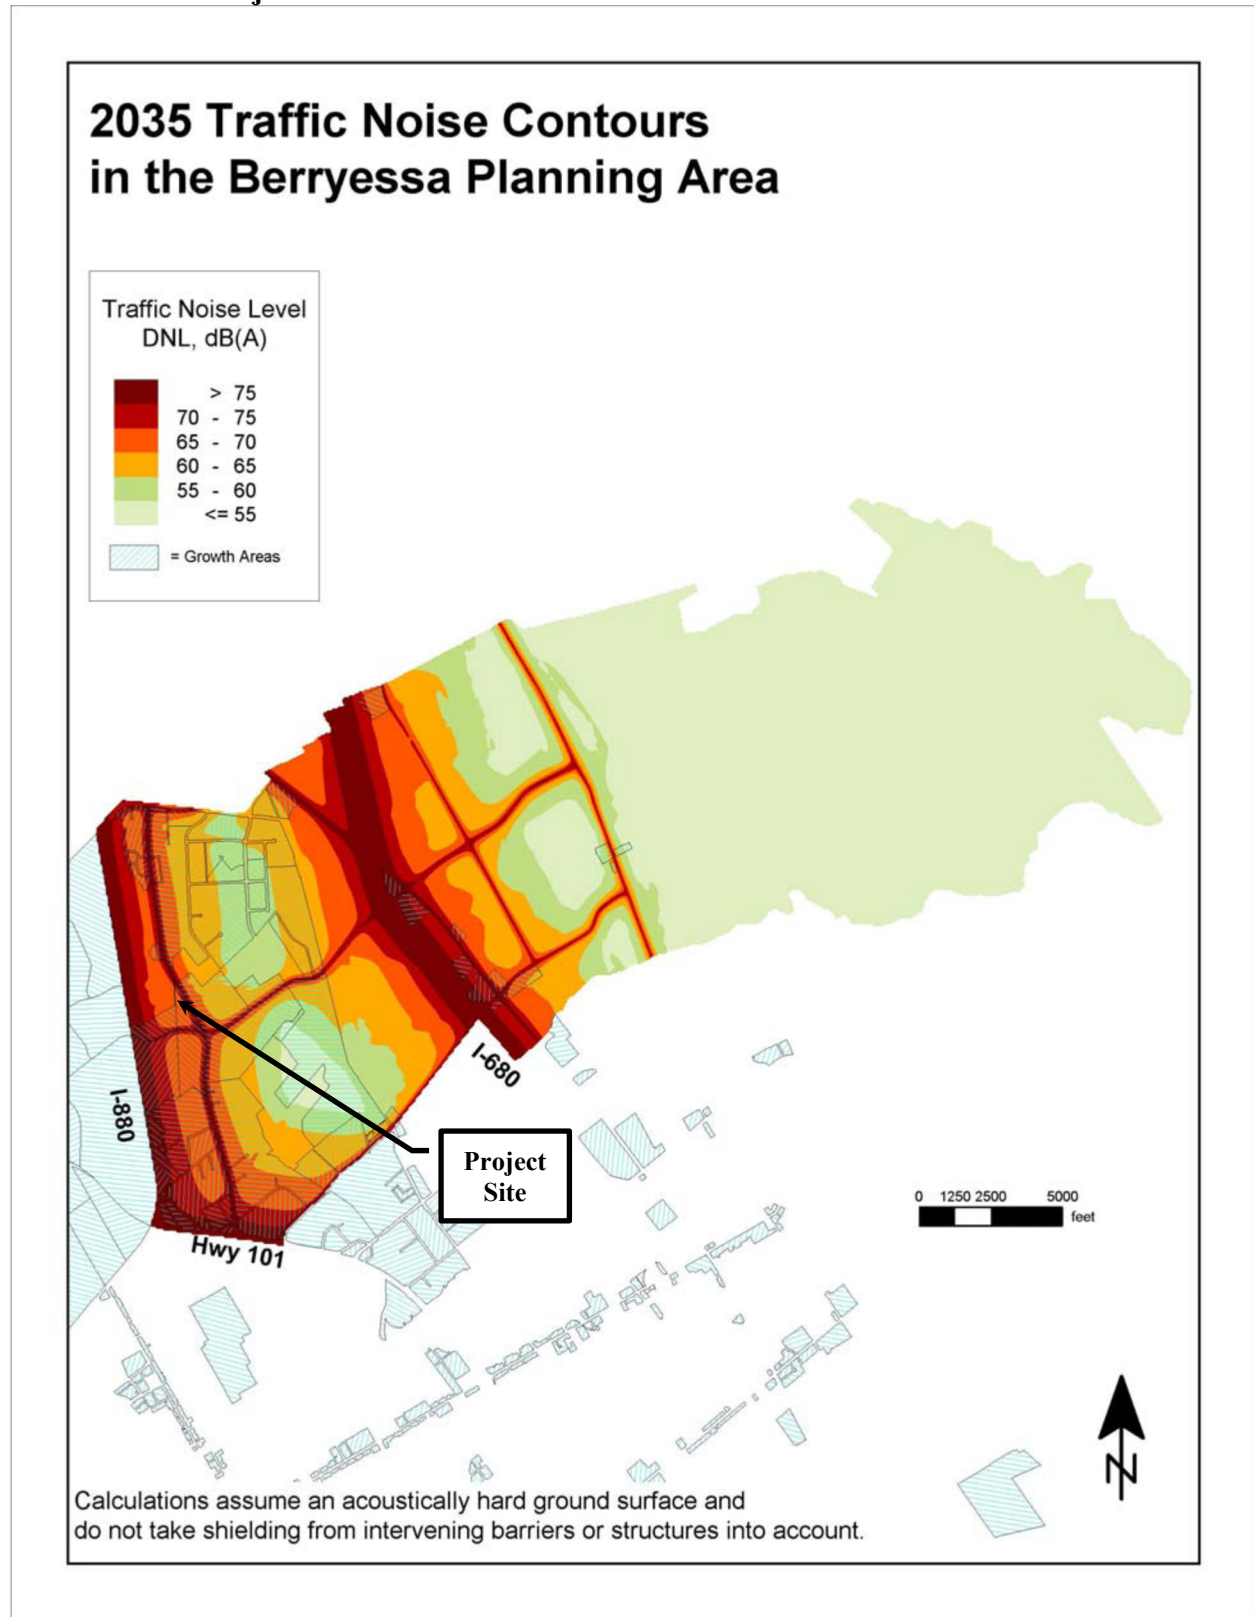 2035 Traffic Noise Contours
in the Berryessa Planning Area
Traffic Noise Level
DNL, dB(A)
> 75
70 - 75
65 - 70
60 - 65
55 - 60
<= 55
= Growth Areas
I-680
I-880
Project
Site
Hwy 101
0 1250 2500 5000
feet
N
Calculations assume an acoustically hard ground surface and
do not take shielding from intervening barriers or structures into account.